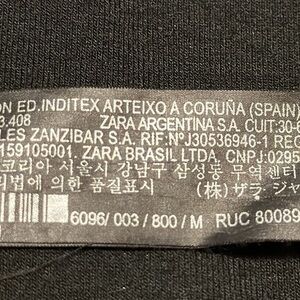 ON ED.INDITEX ARTEIXO A CORUÑA (SPAIN)
3.408 ZARA ARGENTINA S.A. CUIT:30-
LES ZANZIBAR S.A. RIF:NºJ30536946-1 REG
159105001. ZARA BRASIL LTDA, CNPJ:0295
코리아 서울시 강남구 삼성동 무역센터
법에 의한 품질표시 (株) ザラ ジャ
6096/ 003 / 800 / M RUC 80089